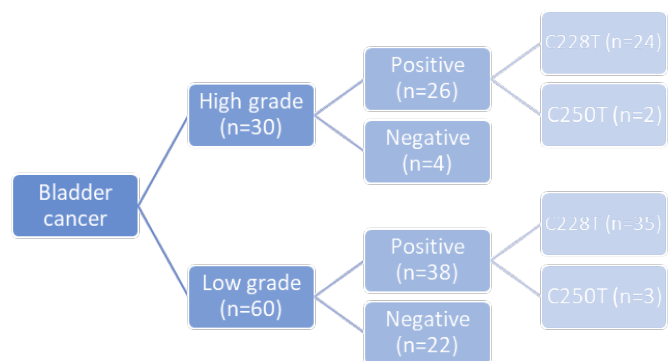 Bladder
cancer
High grade
(n=30)
Positive
(n=26)
C228T (n=24)
C250T (n=2)
Negative
(n=4)
Low grade
(n=60)
Positive
(n=38)
C228T (n=35)
C250T (n=3)
Negative
(n=22)